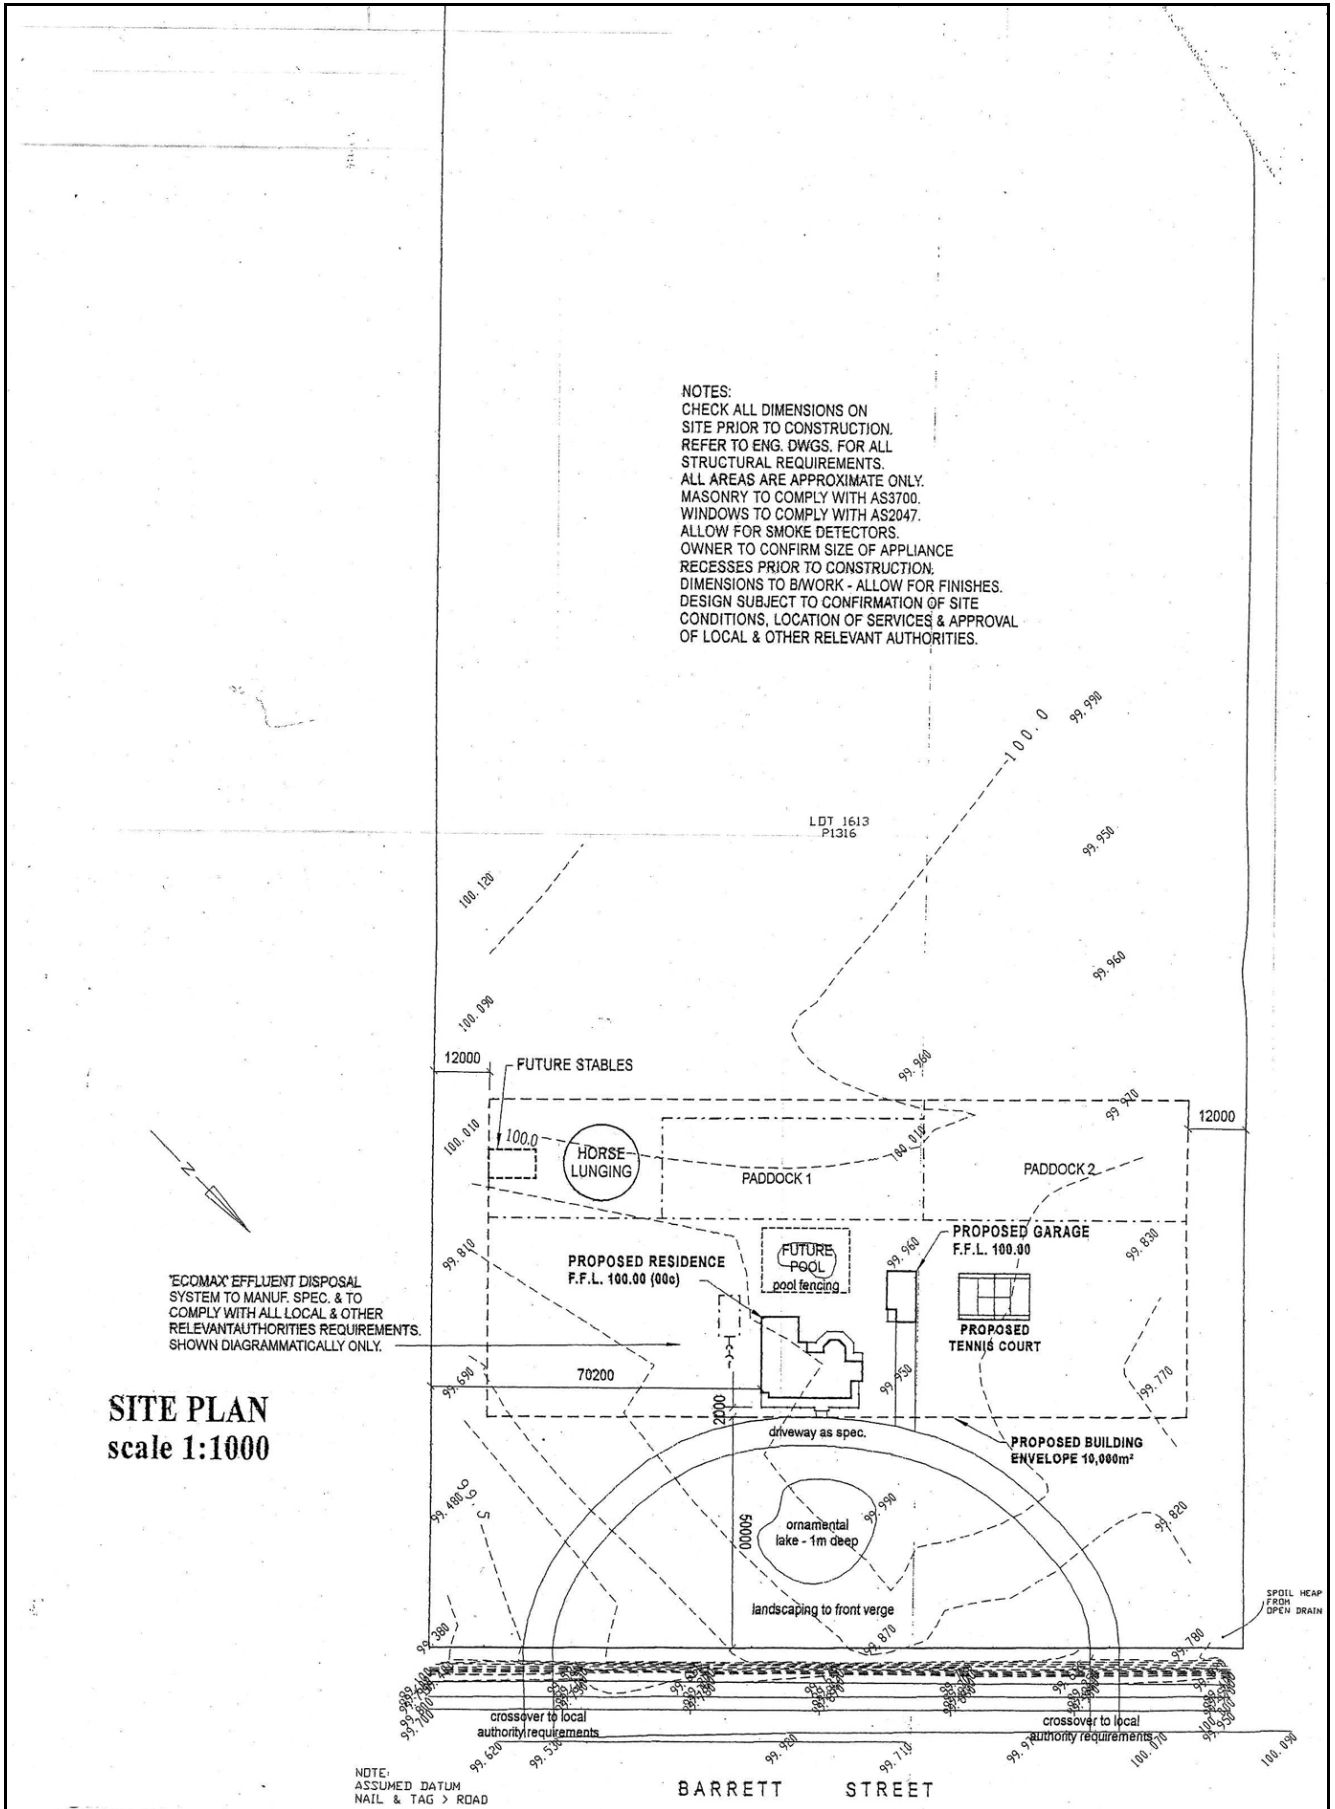 NOTES:
CHECK ALL DIMENSIONS ON
SITE PRIOR TO CONSTRUCTION.
REFER TO ENG. DWGS. FOR ALL
STRUCTURAL REQUIREMENTS.
ALL AREAS ARE APPROXIMATE ONLY.
MASONRY TO COMPLY WITH AS3700.
WINDOWS TO COMPLY WITH AS2047.
ALLOW FOR SMOKE DETECTORS.
OWNER TO CONFIRM SIZE OF APPLIANCE
RECESSES PRIOR TO CONSTRUCTION.
DIMENSIONS TO B/WORK - ALLOW FOR FINISHES.
DESIGN SUBJECT TO CONFIRMATION OF SITE
CONDITIONS, LOCATION OF SERVICES & APPROVAL
OF LOCAL & OTHER RELEVANT AUTHORITIES.
99.990
100.0
LOT 1613
P1316
99.950
100.120
99.960
100.090
12000
FUTURE STABLES
99.960
99.970
12000
100.010
100.0
HORSE
LUNGING
100.010
PADDOCK 1
PADDOCK 2
N
99.810
PROPOSED RESIDENCE
F.F.L. 100.00 (00c)
FUTURE
POOL
pool fencing
99.960
PROPOSED GARAGE
F.F.L. 100.00
99.830
'ECOMAX' EFFLUENT DISPOSAL
SYSTEM TO MANUF. SPEC. & TO
COMPLY WITH ALL LOCAL & OTHER
RELEVANTAUTHORITIES REQUIREMENTS.
SHOWN DIAGRAMMATICALLY ONLY.
PROPOSED
TENNIS COURT
99.690
70200
99.950
199.770
SITE PLAN
scale 1:1000
2000
driveway as spec.
PROPOSED BUILDING
ENVELOPE 10,000m²
99.480
99.5
50000
ornamental
lake - 1m deep
99.990
99.820
landscaping to front verge
SPOIL HEAP
FROM
OPEN DRAIN
99.380
99.870
99.780
99.700
crossover to local
authority requirements
crossover to local
authority requirements
99.620
99.530
99.920
99.710
100.070
100.090
NOTE:
ASSUMED DATUM
NAIL & TAG > ROAD
BARRETT STREET